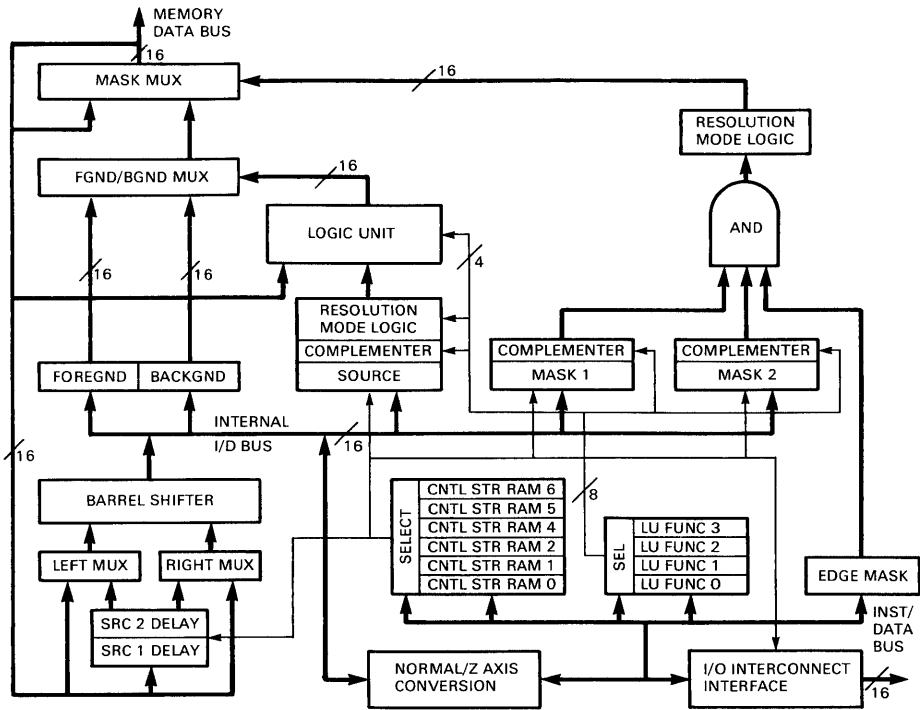 MEMORY
DATA BUS
16
MASK MUX
16
RESOLUTION
MODE LOGIC
16
FGND/BGND MUX
AND
LOGIC UNIT
4
16
16
RESOLUTION
MODE LOGIC
COMPLEMENTER
SOURCE
COMPLEMENTER
MASK 1
COMPLEMENTER
MASK 2
FOREGND
BACKGND
INTERNAL
I/D BUS
16
16
BARREL SHIFTER
8
SELECT
CNTL STR RAM 6
CNTL STR RAM 5
CNTL STR RAM 4
CNTL STR RAM 2
CNTL STR RAM 1
CNTL STR RAM 0
SEL
LU FUNC 3
LU FUNC 2
LU FUNC 1
LU FUNC 0
LEFT MUX
RIGHT MUX
EDGE MASK
SRC 2 DELAY
SRC 1 DELAY
INST/
DATA
BUS
NORMAL/Z AXIS
CONVERSION
I/O INTERCONNECT
INTERFACE
16